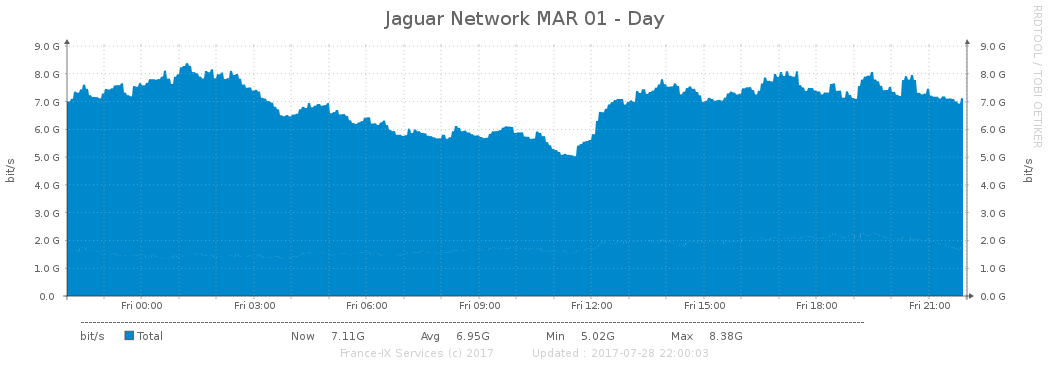 Jaguar Network MAR 01 - Day
RRDTOOL / TOBI OETIKER
9.0 G 9.0 G
8.0 G 8.0 G
7.0 G 7.0 G
6.0 G 6.0 G
5.0 G 5.0 G
4.0 G 4.0 G
3.0 G 3.0 G
2.0 G 2.0 G
1.0 G 1.0 G
0.0 0.0 G
bit/s bit/s
Fri 00:00 Fri 03:00 Fri 06:00 Fri 09:00 Fri 12:00 Fri 15:00 Fri 18:00 Fri 21:00
bit/s Total Now 7.11G Avg 6.95G Min 5.02G Max 8.38G
France-IX Services (c) 2017 Updated : 2017-07-28 22:00:03